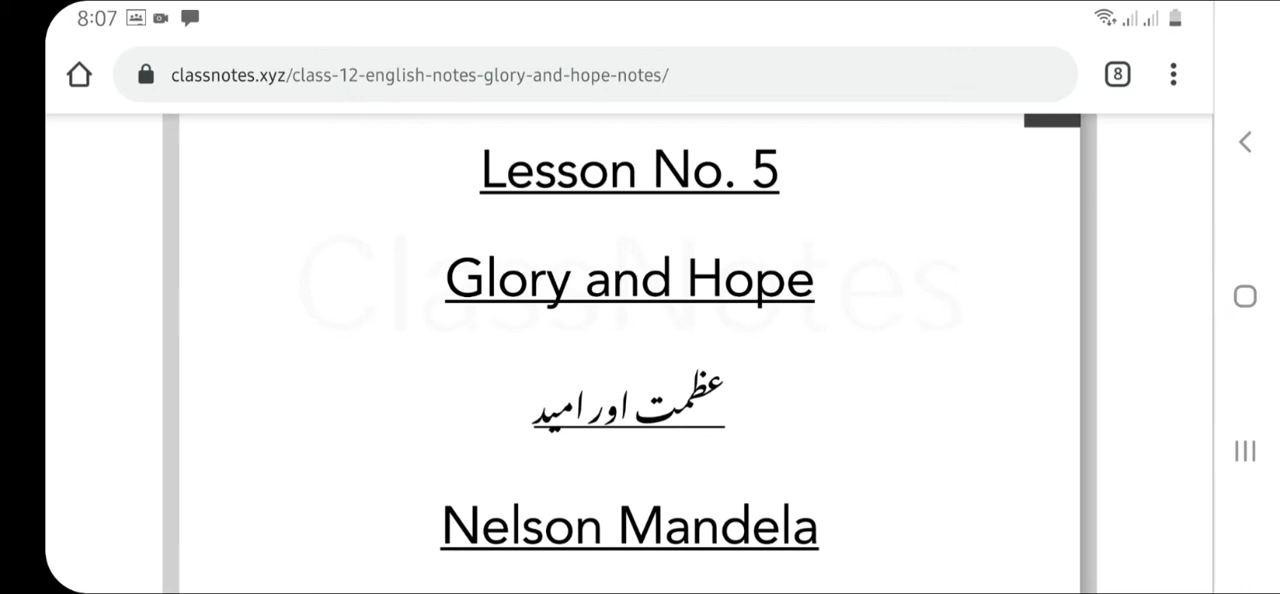 8:07
classnotes.xyz/class-12-english-notes-glory-and-hope-notes/
8
Lesson No. 5
ClassNotes
Glory and Hope
عظمت اور امید
Nelson Mandela